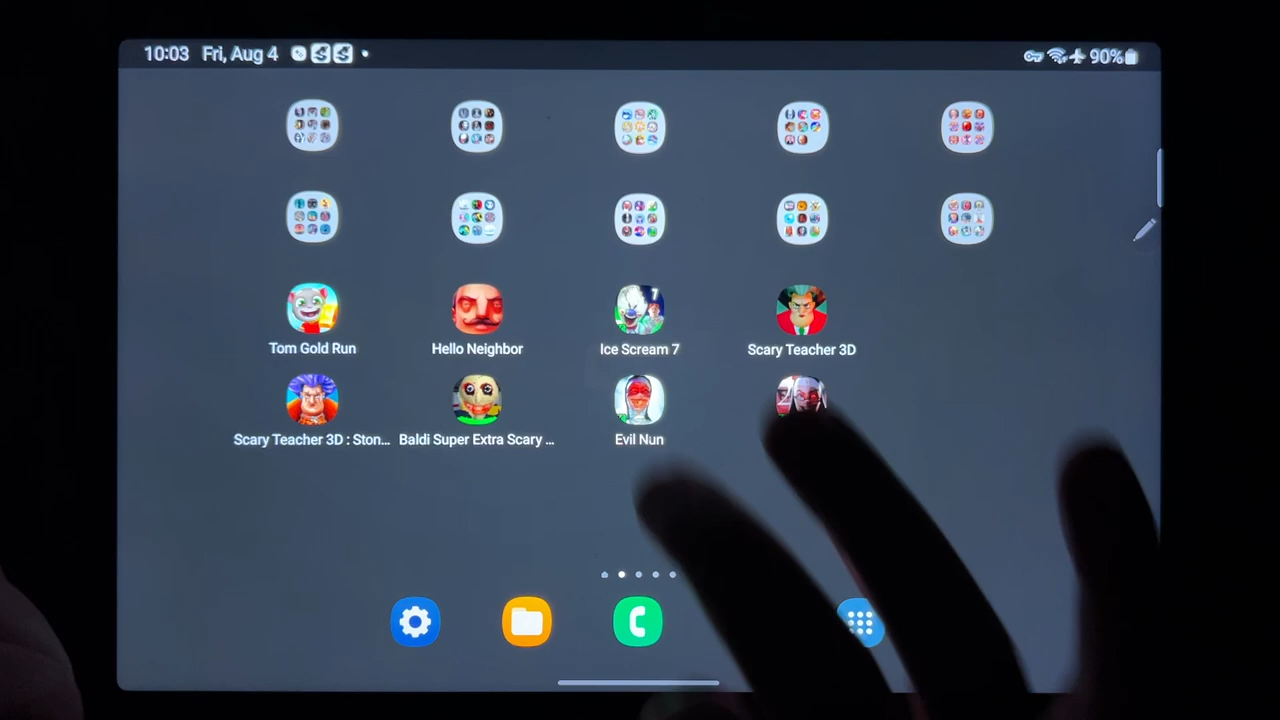 10:03 Fri, Aug 4 90%
Tom Gold Run Hello Neighbor Ice Scream 7 Scary Teacher 3D
Scary Teacher 3D : Ston... Baldi Super Extra Scary ... Evil Nun